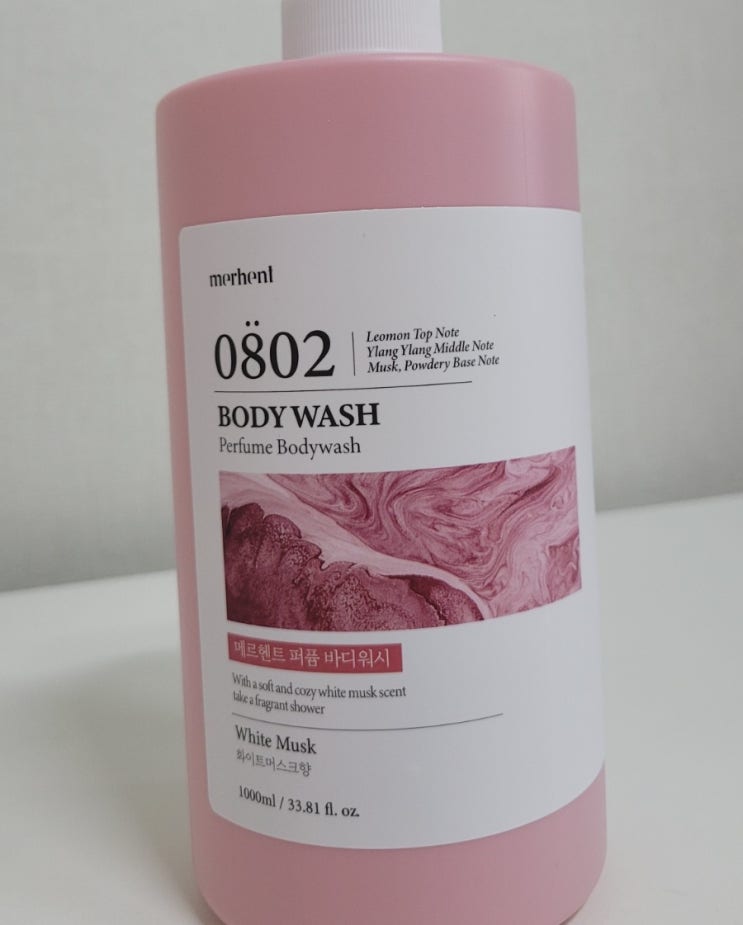 merhent
0802
Leomon Top Note
Ylang Ylang Middle Note
Musk, Powdery Base Note
BODY WASH
Perfume Bodywash
메르헨트 퍼퓸 바디워시
With a soft and cozy white musk scent
take a fragrant shower
White Musk
화이트머스크향
1000ml / 33.81 fl. oz.